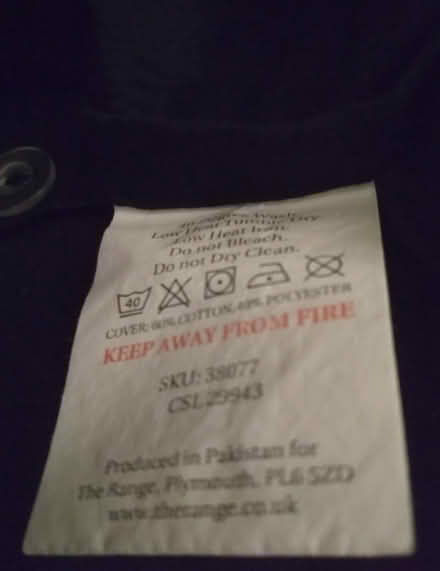 Wash.
Low Heat Tumble Dry.
Low Heat Iron.
Do not Bleach.
Do not Dry Clean.
40
COVER: 60% COTTON, 40% POLYESTER
KEEP AWAY FROM FIRE
SKU: 38077
CSL29943
Produced in Pakistan for
The Range, Plymouth, PL6 5ZD
www.therange.co.uk